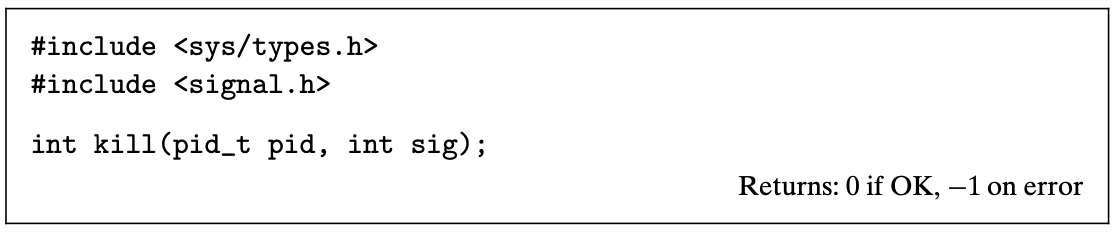 #include <sys/types.h>
#include <signal.h>
int kill(pid_t pid, int sig);
Returns: 0 if OK, −1 on error